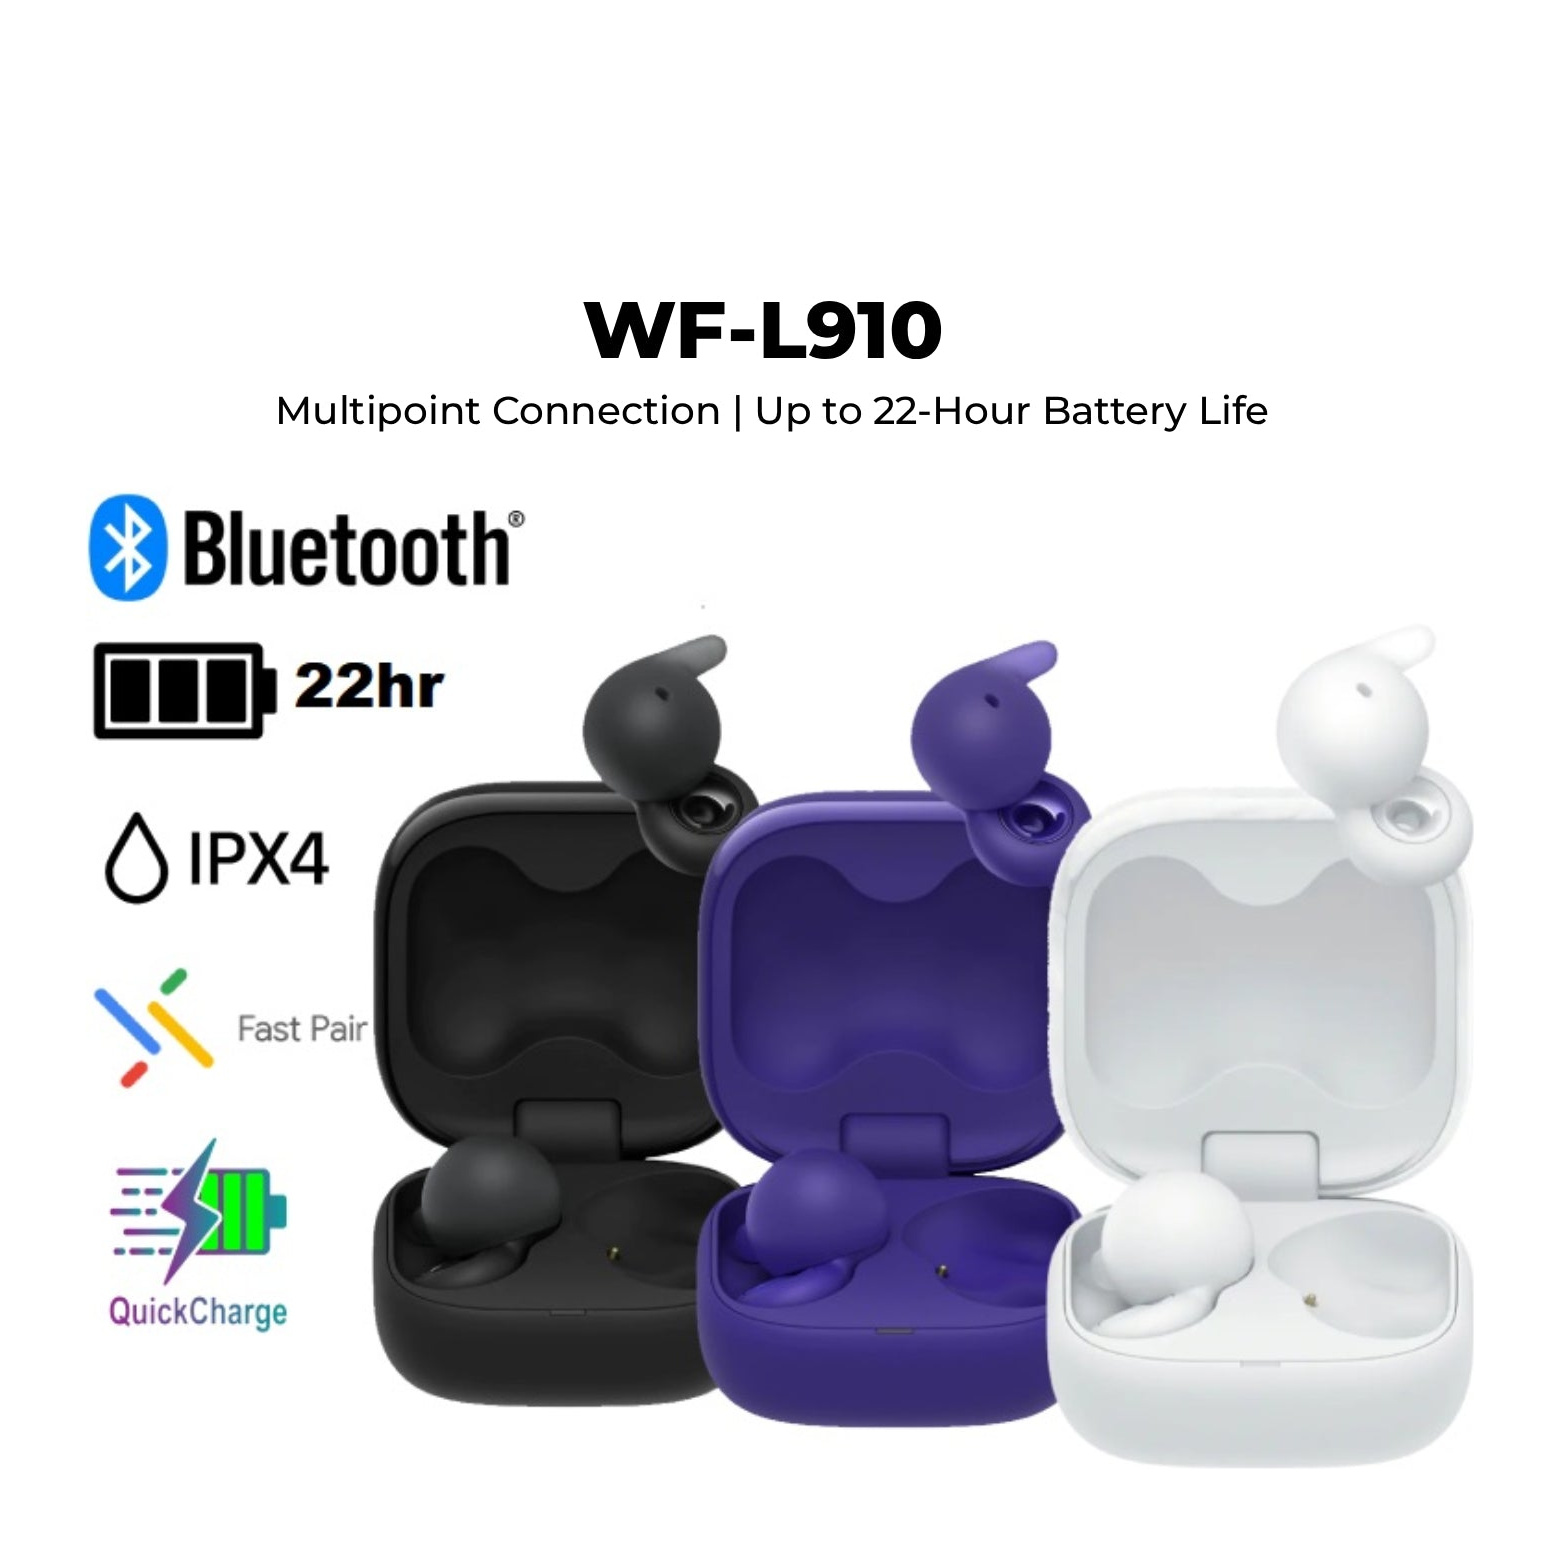 WF-L910
Multipoint Connection | Up to 22-Hour Battery Life
Bluetooth®
22hr
IPX4
Fast Pair
QuickCharge